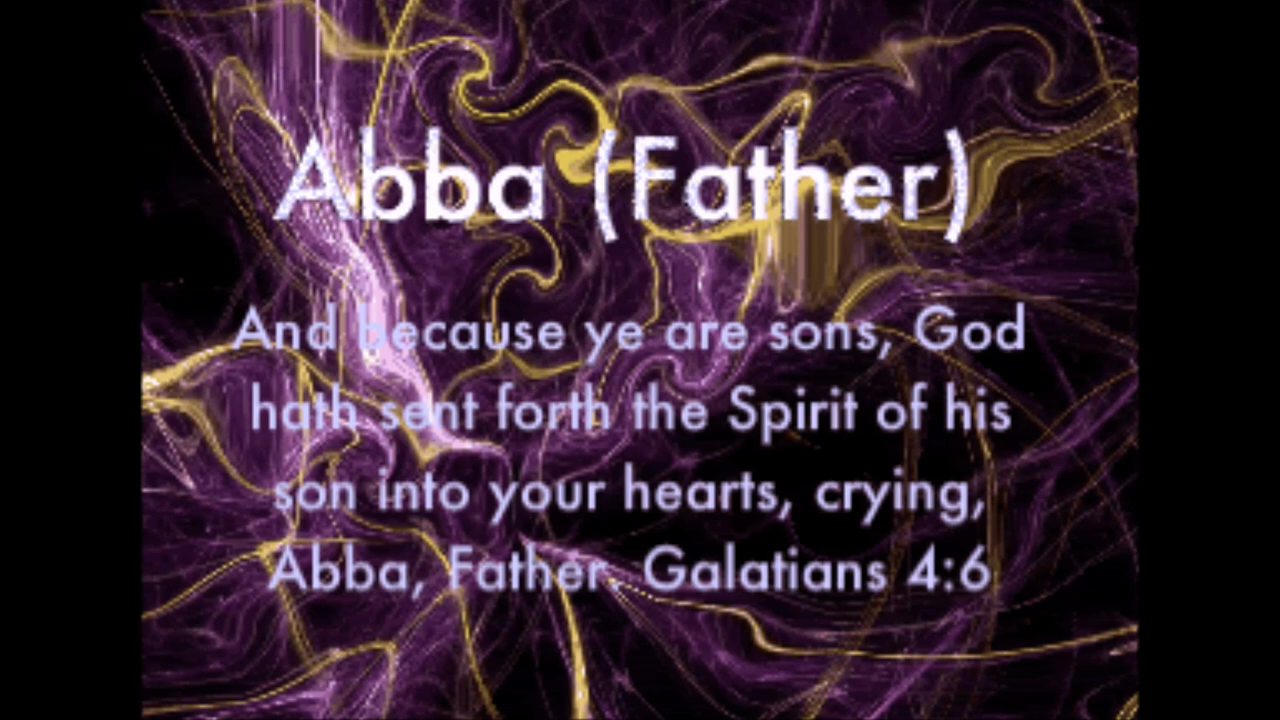 Abba (Father)
And because ye are sons, God
hath sent forth the Spirit of his
son into your hearts, crying,
Abba, Father. Galatians 4:6